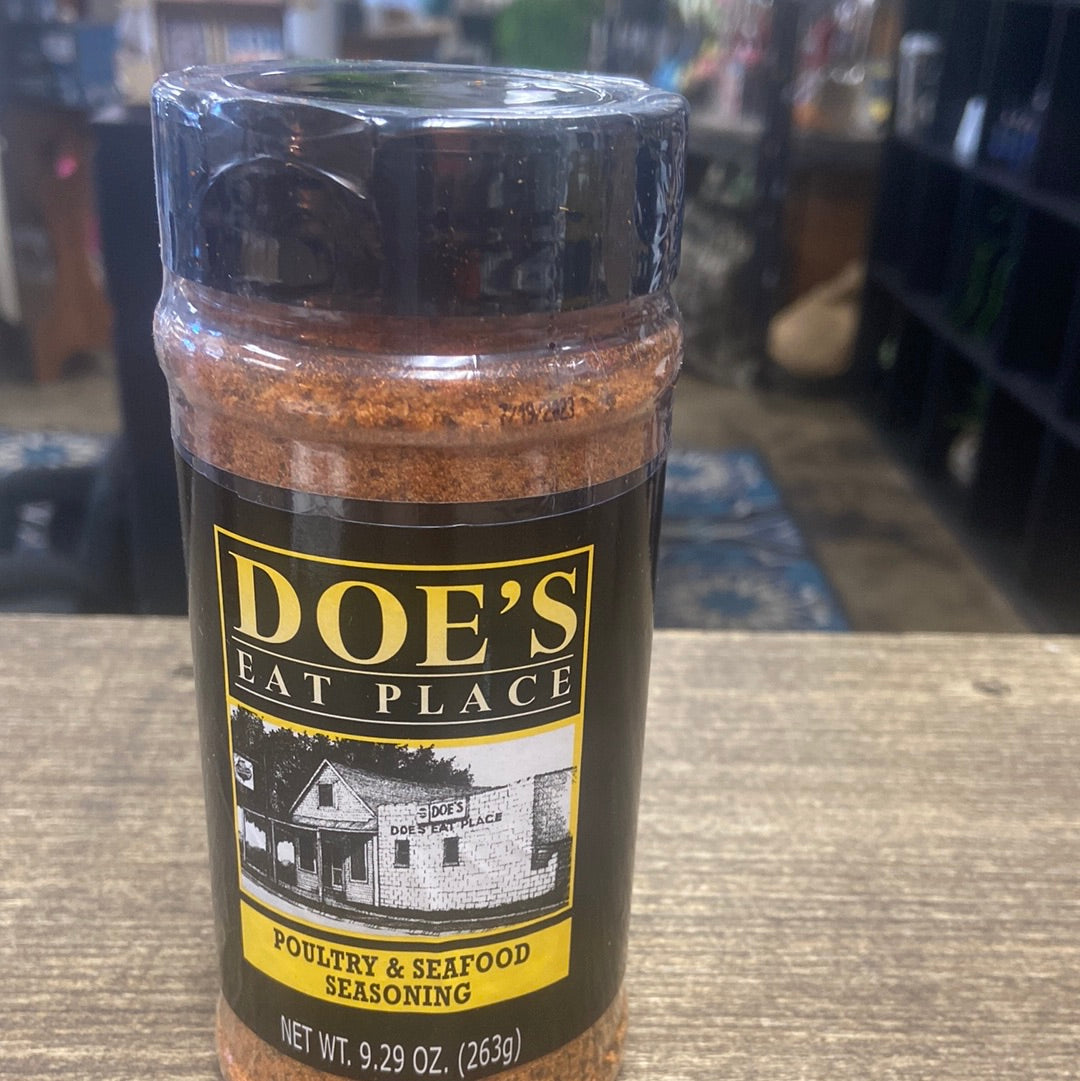 7/19/2023
DOE'S
EAT PLACE
DOE'S
DOE'S EAT PLACE
POULTRY & SEAFOOD
SEASONING
NET WT. 9.29 OZ. (263g)